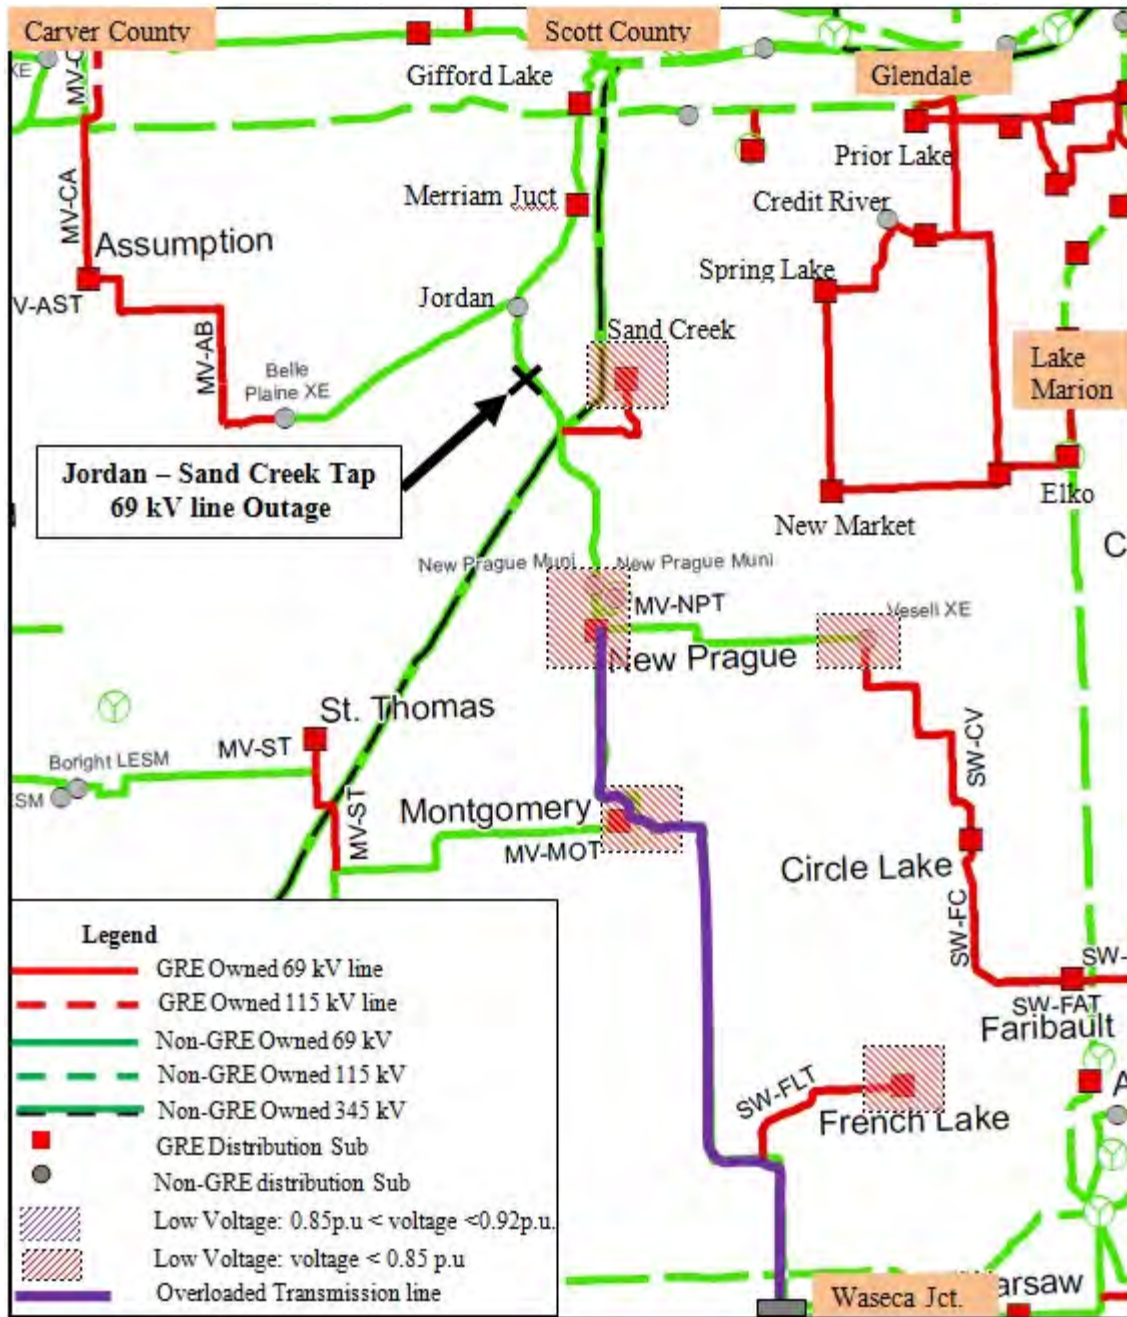 Carver County
Scott County
XE
MV-C
Gifford Lake
Glendale
Prior Lake
MV-CA
Merriam Juct
Credit River
Assumption
Spring Lake
V-AST
Jordan
Sand Creek
MV-AB
Belle
Plaine XE
Lake
Marion
Jordan – Sand Creek Tap
69 kV line Outage
Elko
New Market
C
New Prague Muni
New Prague Muni
MV-NPT
Vesell XE
New Prague
St. Thomas
MV-ST
Boright LESM
SM
SW-CV
MV-ST
Montgomery
MV-MOT
Circle Lake
SW-FC
SW-
SW-FAT
Faribault
SW-FLT
A
French Lake
Legend
GRE Owned 69 kV line
GRE Owned 115 kV line
Non-GRE Owned 69 kV
Non-GRE Owned 115 kV
Non-GRE Owned 345 kV
GRE Distribution Sub
Non-GRE distribution Sub
Low Voltage: 0.85p.u < voltage <0.92p.u.
Low Voltage: voltage < 0.85 p.u
Overloaded Transmission line
Waseca Jct.
arsaw